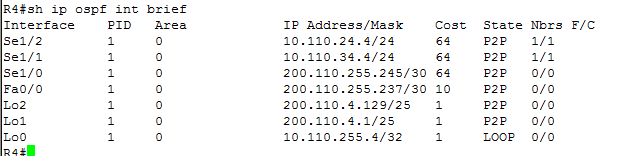 R4#sh ip ospf int brief
Interface    PID   Area            IP Address/Mask    Cost  State Nbrs F/C
Se1/2        1     0               10.110.24.4/24     64    P2P   1/1
Se1/1        1     0               10.110.34.4/24     64    P2P   1/1
Se1/0        1     0               200.110.255.245/30 64    P2P   0/0
Fa0/0        1     0               200.110.255.237/30 10    P2P   0/0
Lo2          1     0               200.110.4.129/25   1     P2P   0/0
Lo1          1     0               200.110.4.1/25     1     P2P   0/0
Lo0          1     0               10.110.255.4/32    1     LOOP  0/0
R4#